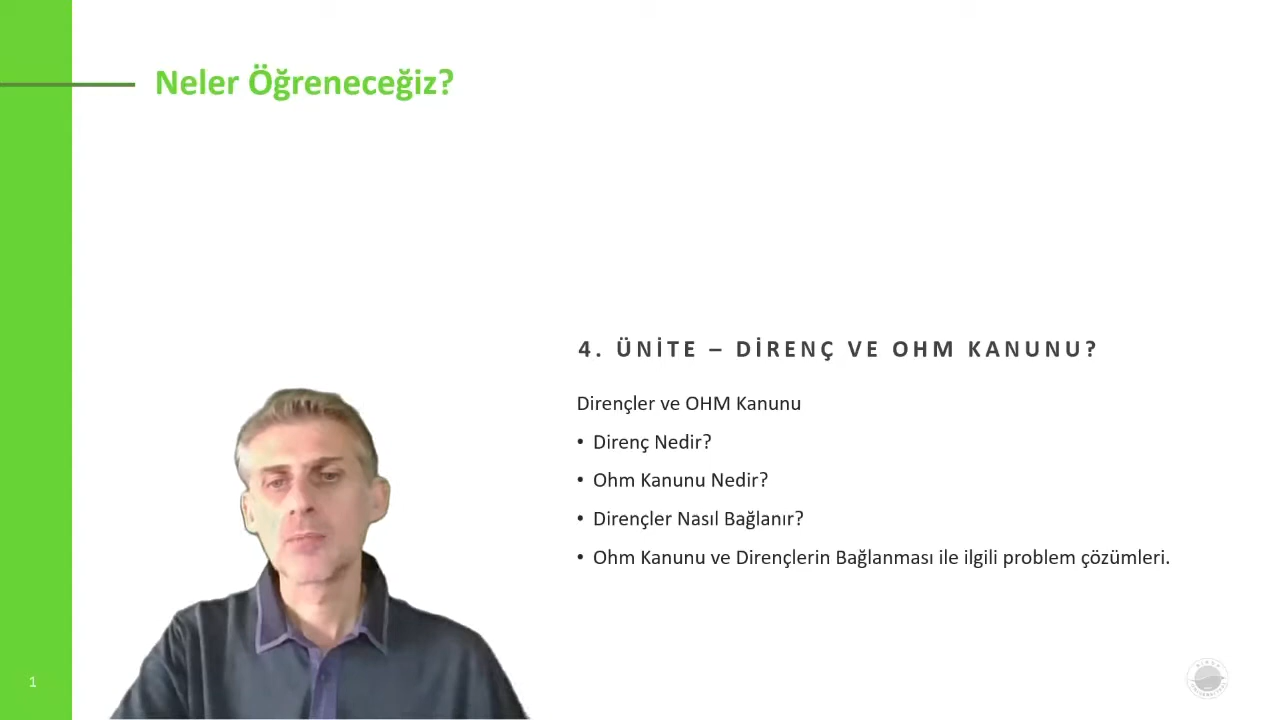 Neler Öğreneceğiz?
4. ÜNİTE – DİRENÇ VE OHM KANUNU?
Dirençler ve OHM Kanunu
• Direnç Nedir?
• Ohm Kanunu Nedir?
• Dirençler Nasıl Bağlanır?
• Ohm Kanunu ve Dirençlerin Bağlanması ile ilgili problem çözümleri.
1